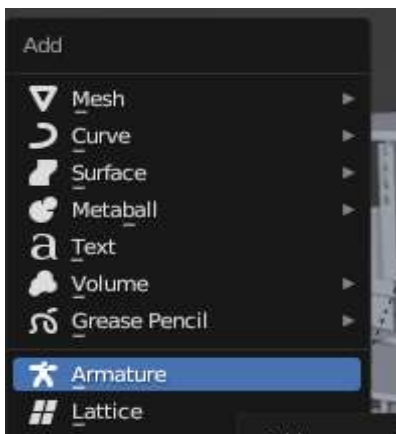 Add
Mesh
Curve
Surface
Metaball
Text
Volume
Grease Pencil
Armature
Lattice